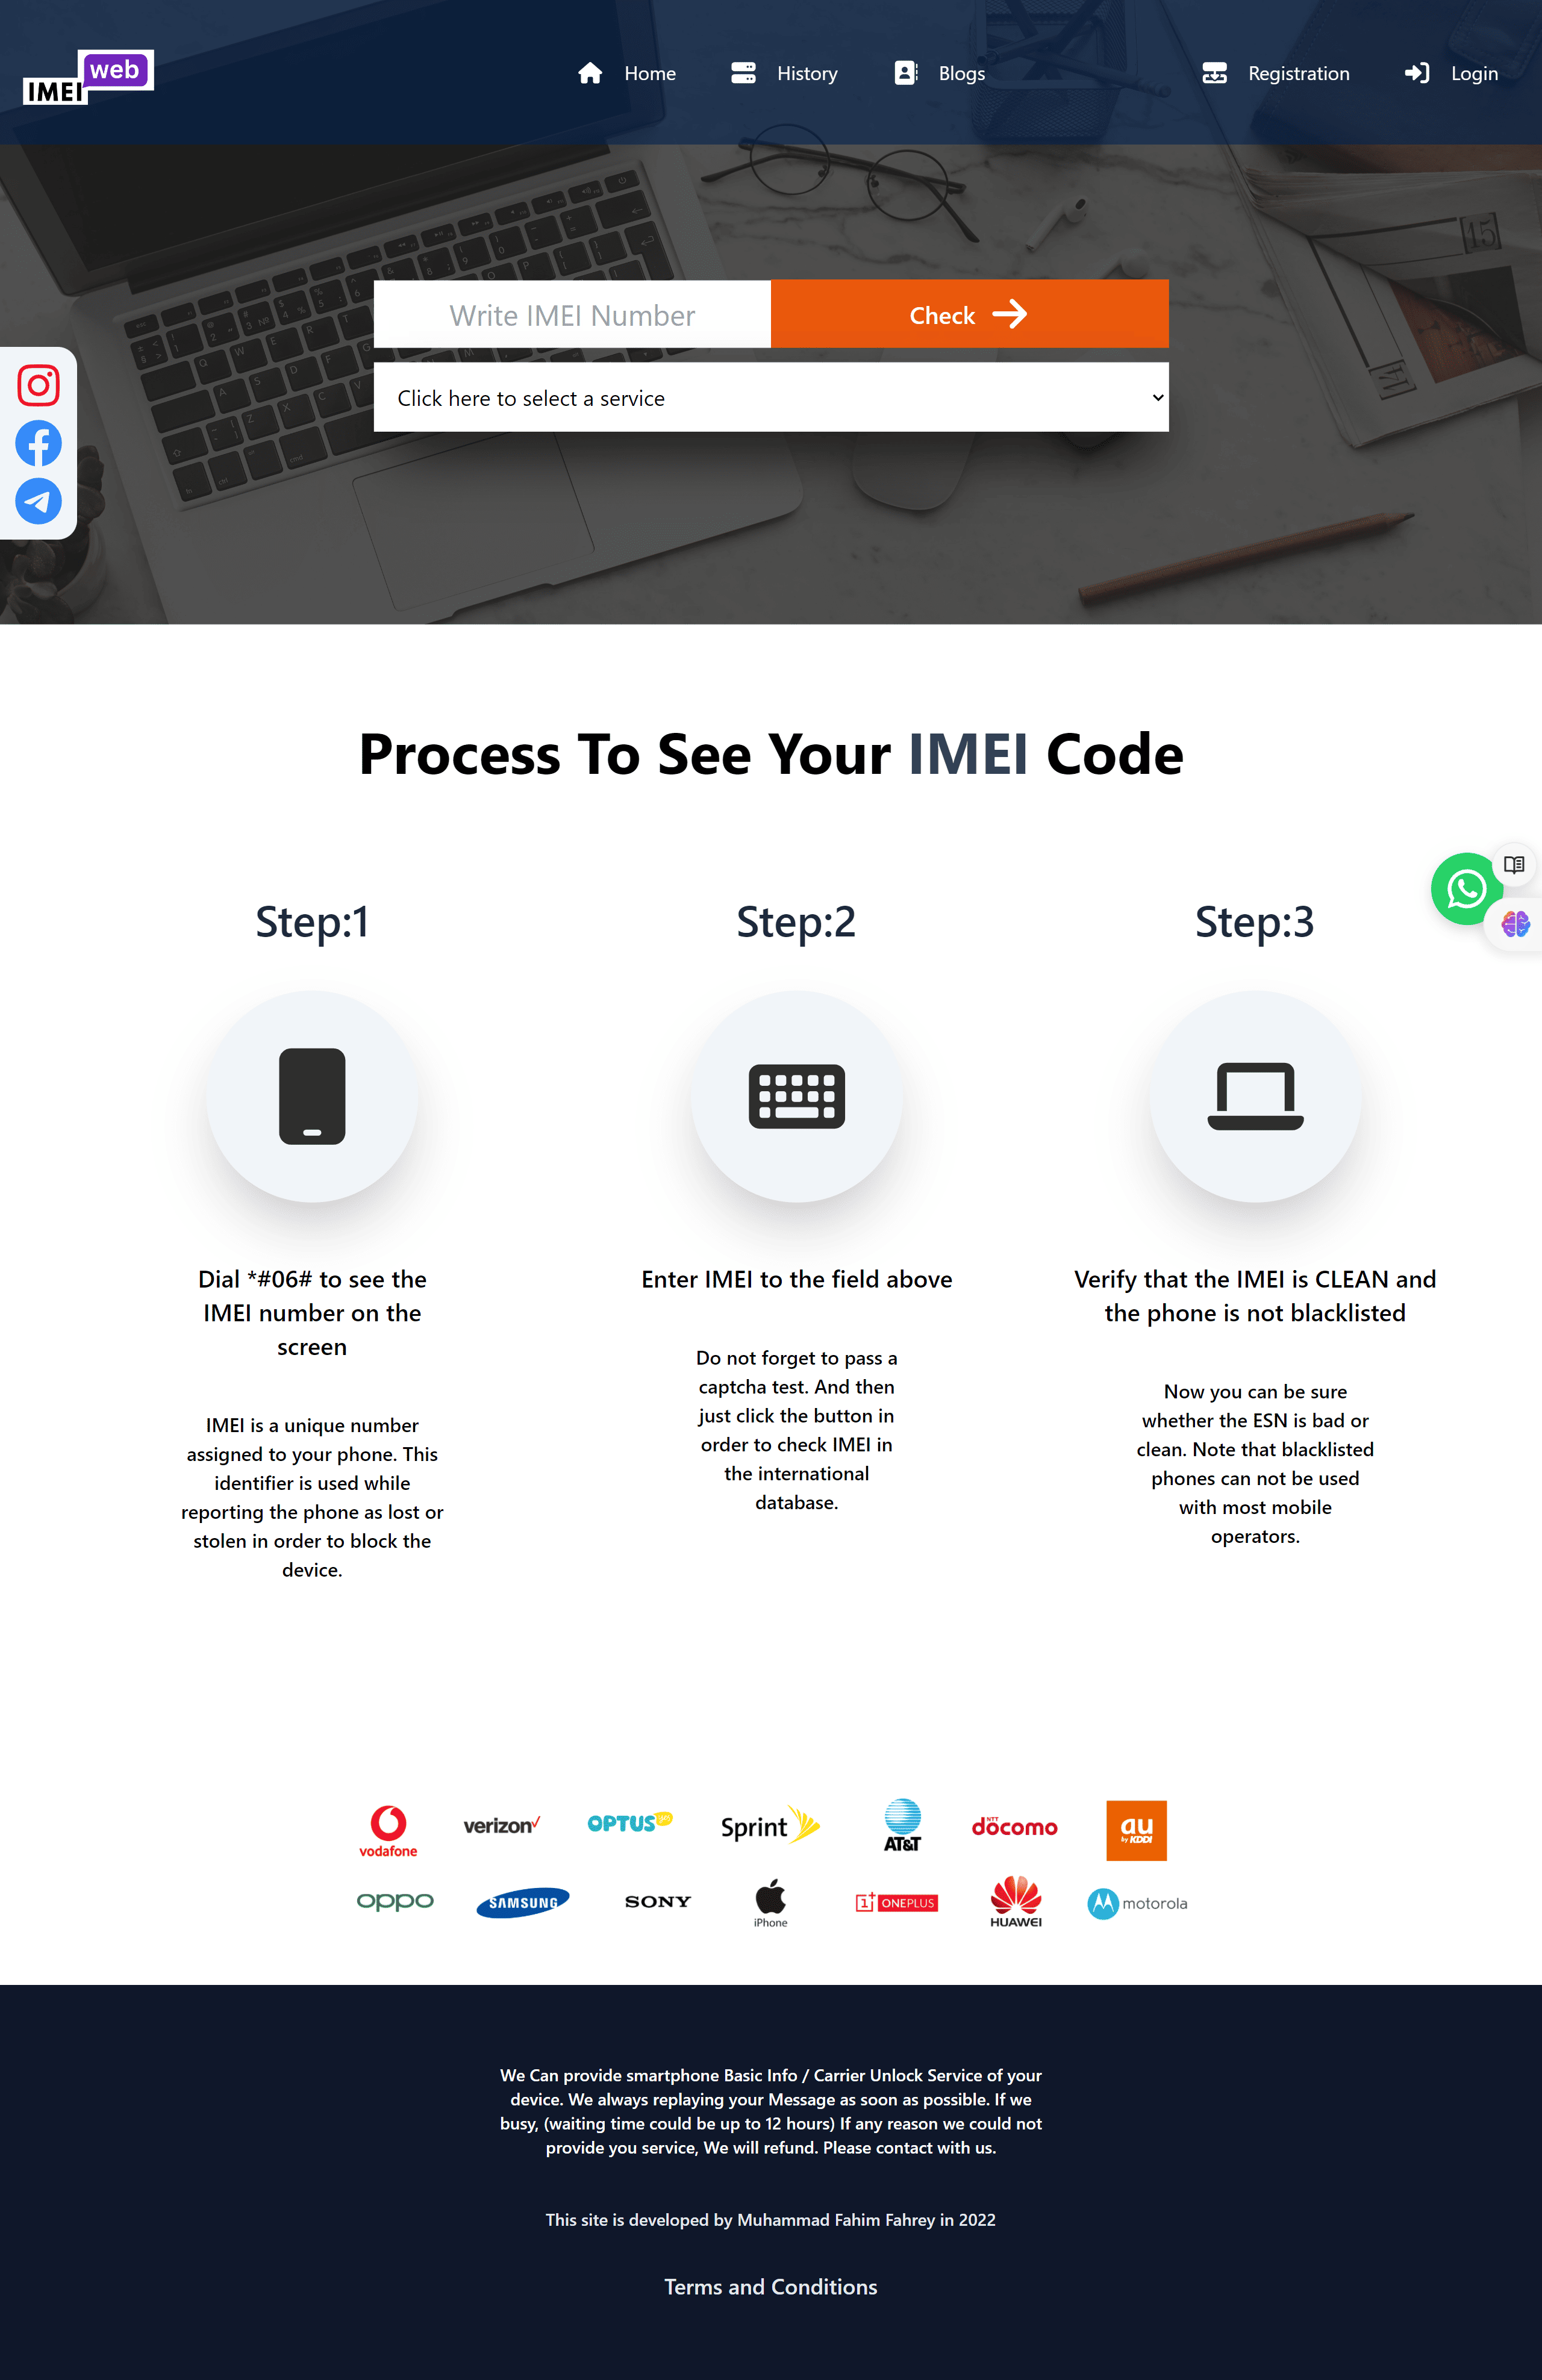 IMEI web
Home
History
Blogs
Registration
Login
Write IMEI Number
Check
Click here to select a service
15
Process To See Your IMEI Code
Step:1
Step:2
Step:3
Dial *#06# to see the
IMEI number on the
screen
IMEI is a unique number
assigned to your phone. This
identifier is used while
reporting the phone as lost or
stolen in order to block the
device.
Enter IMEI to the field above
Do not forget to pass a
captcha test. And then
just click the button in
order to check IMEI in
the international
database.
Verify that the IMEI is CLEAN and
the phone is not blacklisted
Now you can be sure
whether the ESN is bad or
clean. Note that blacklisted
phones can not be used
with most mobile
operators.
vodafone
verizon
OPTUS yes
Sprint
AT&T
NTT docomo
au by KDDI
oppo
SAMSUNG
SONY
iPhone
1+ ONEPLUS
HUAWEI
motorola
We Can provide smartphone Basic Info / Carrier Unlock Service of your
device. We always replaying your Message as soon as possible. If we
busy, (waiting time could be up to 12 hours) If any reason we could not
provide you service, We will refund. Please contact with us.
This site is developed by Muhammad Fahim Fahrey in 2022
Terms and Conditions